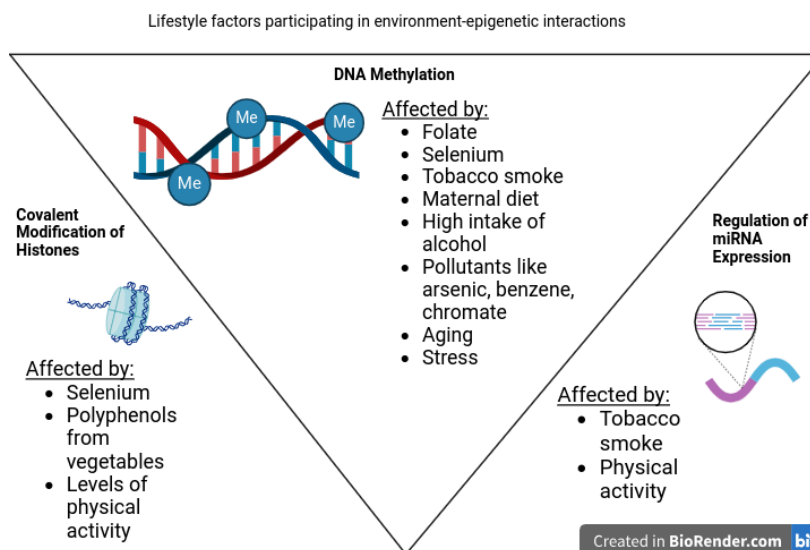 Lifestyle factors participating in environment-epigenetic interactions
DNA Methylation
Me
Me
Me
Affected by:
• Folate
• Selenium
• Tobacco smoke
• Maternal diet
• High intake of
alcohol
• Pollutants like
arsenic, benzene,
chromate
• Aging
• Stress
Covalent
Modification of
Histones
Affected by:
• Selenium
• Polyphenols
from
vegetables
• Levels of
physical
activity
Regulation of
miRNA
Expression
Affected by:
• Tobacco
smoke
• Physical
activity
Created in BioRender.com bi